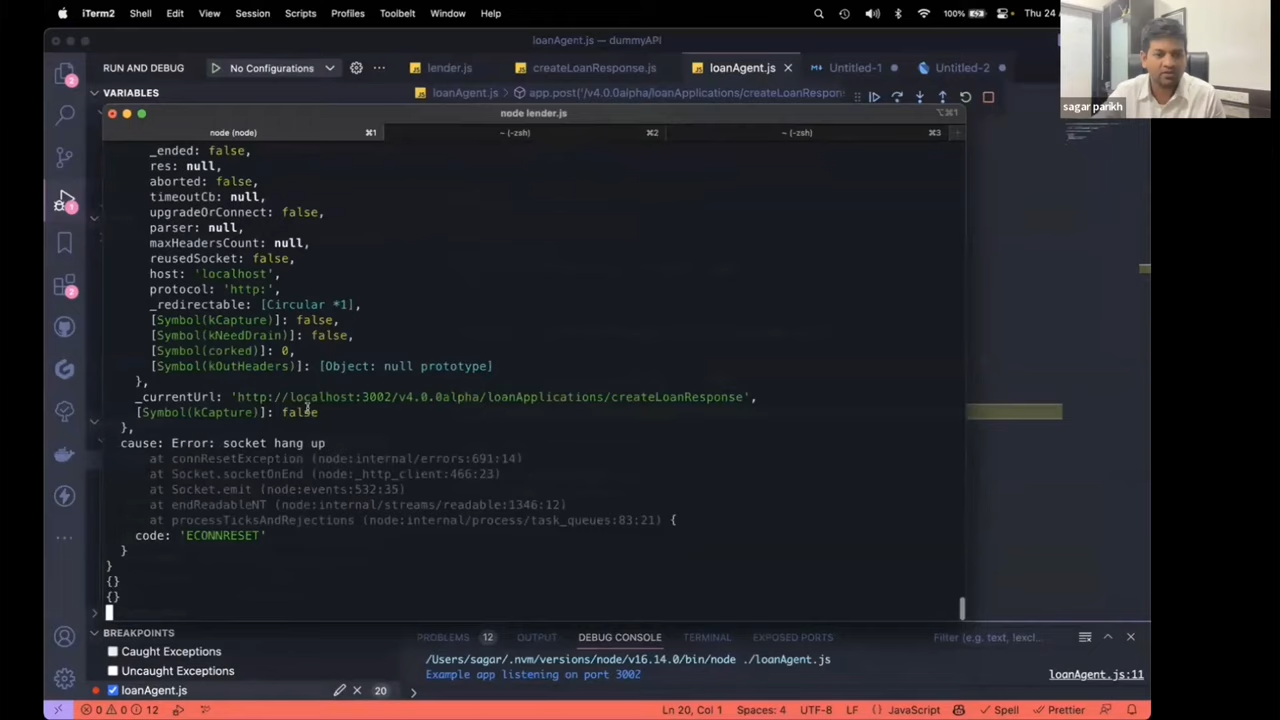 iTerm2 Shell Edit View Session Scripts Profiles Toolbelt Window Help 100% Thu 24
loanAgent.js — dummyAPI
RUN AND DEBUG No Configurations lender.js createLoanResponse.js loanAgent.js Untitled-1 Untitled-2
VARIABLES loanAgent.js app.post('/v4.0.0alpha/loanApplications/createLoanRespon
node lender.js ⌥⌘1
node (node) ⌘1 ~ (-zsh) ⌘2 ~ (-zsh) ⌘3
sagar parikh
_ended: false,
res: null,
aborted: false,
timeoutCb: null,
upgradeOrConnect: false,
parser: null,
maxHeadersCount: null,
reusedSocket: false,
host: 'localhost',
protocol: 'http:',
_redirectable: [Circular *1],
[Symbol(kCapture)]: false,
[Symbol(kNeedDrain)]: false,
[Symbol(corked)]: 0,
[Symbol(kOutHeaders)]: [Object: null prototype]
},
_currentUrl: 'http://localhost:3002/v4.0.0alpha/loanApplications/createLoanResponse',
[Symbol(kCapture)]: false
},
cause: Error: socket hang up
at connResetException (node:internal/errors:691:14)
at Socket.socketOnEnd (node:_http_client:466:23)
at Socket.emit (node:events:532:35)
at endReadableNT (node:internal/streams/readable:1346:12)
at processTicksAndRejections (node:internal/process/task_queues:83:21) {
code: 'ECONNRESET'
}
}
{}
{}
BREAKPOINTS
Caught Exceptions
Uncaught Exceptions
loanAgent.js 20
PROBLEMS 12 OUTPUT DEBUG CONSOLE TERMINAL EXPOSED PORTS Filter (e.g. text, !excl...
/Users/sagar/.nvm/versions/node/v16.14.0/bin/node ./loanAgent.js
Example app listening on port 3002 loanAgent.js:11
0 0 12 Ln 20, Col 1 Spaces: 4 UTF-8 LF JavaScript Spell Prettier